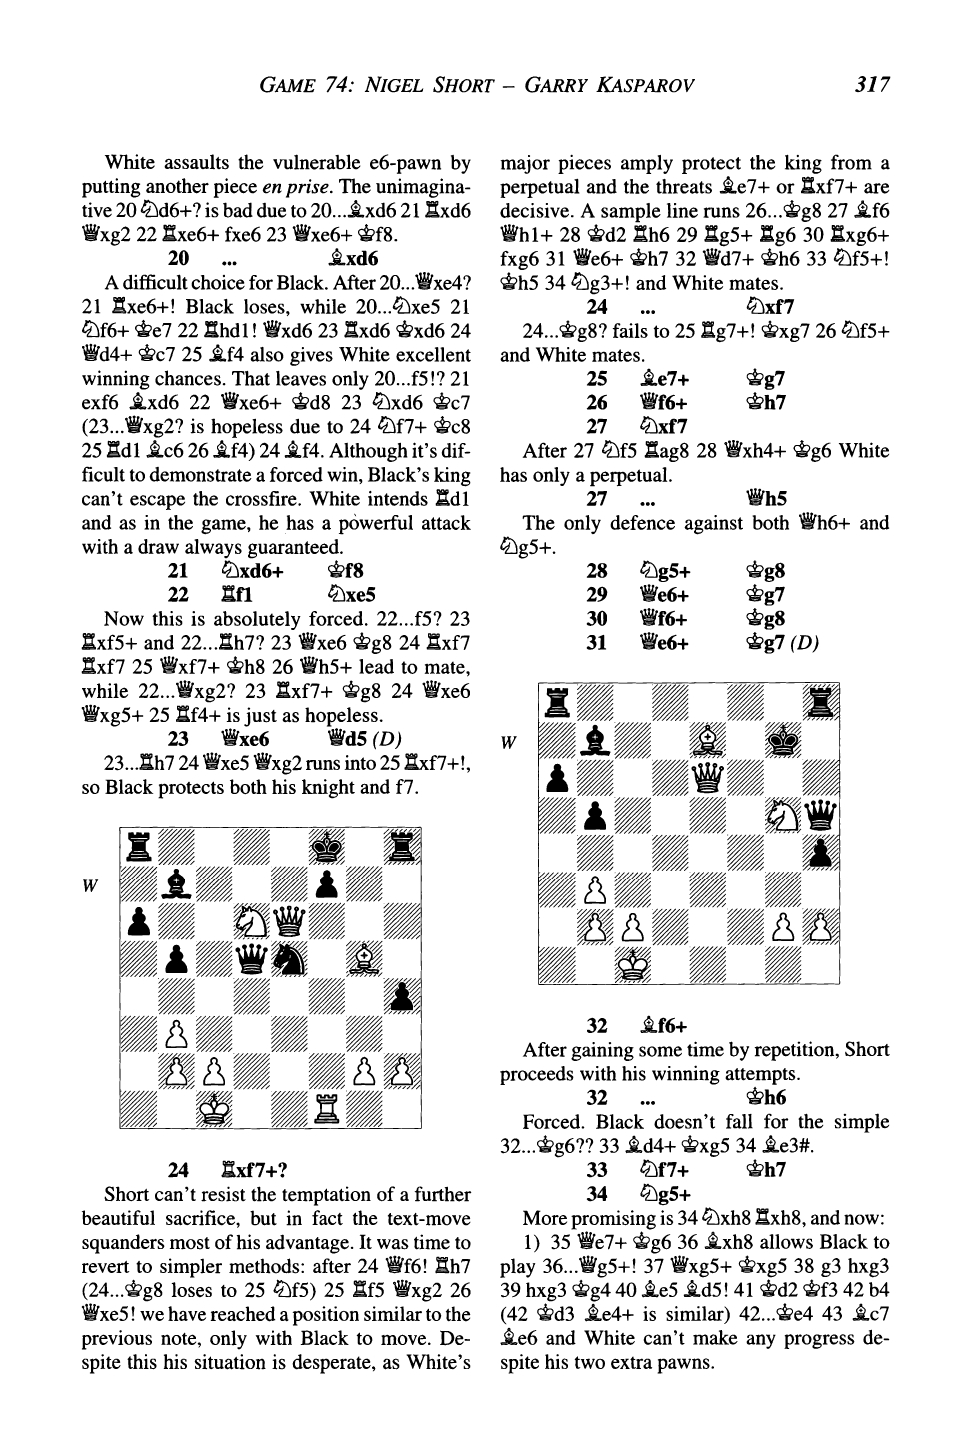 GAME 74: NIGEL SHORT – GARRY KASPAROV 317
White assaults the vulnerable e6-pawn by
putting another piece en prise. The unimagina-
tive 20 ♘d6+? is bad due to 20...♗xd6 21 ♖xd6
♕xg2 22 ♖xe6+ fxe6 23 ♕xe6+ ♔f8.
20 ... ♗xd6
A difficult choice for Black. After 20...♕xe4?
21 ♖xe6+! Black loses, while 20...♘xe5 21
♘f6+ ♔e7 22 ♖hd1! ♕xd6 23 ♖xd6 ♔xd6 24
♕d4+ ♔c7 25 ♗f4 also gives White excellent
winning chances. That leaves only 20...f5!? 21
exf6 ♗xd6 22 ♕xe6+ ♔d8 23 ♘xd6 ♔c7
(23...♕xg2? is hopeless due to 24 ♘f7+ ♔c8
25 ♖d1 ♗c6 26 ♗f4) 24 ♗f4. Although it's dif-
ficult to demonstrate a forced win, Black's king
can't escape the crossfire. White intends ♖d1
and as in the game, he has a powerful attack
with a draw always guaranteed.
21 ♘xd6+ ♔f8
22 ♖f1 ♘xe5
Now this is absolutely forced. 22...f5? 23
♖xf5+ and 22...♖h7? 23 ♕xe6 ♔g8 24 ♖xf7
♖xf7 25 ♕xf7+ ♔h8 26 ♕h5+ lead to mate,
while 22...♕xg2? 23 ♖xf7+ ♔g8 24 ♕xe6
♕xg5+ 25 ♖f4+ is just as hopeless.
23 ♕xe6 ♕d5 (D)
23...♖h7 24 ♕xe5 ♕xg2 runs into 25 ♖xf7+!,
so Black protects both his knight and f7.
W
24 ♖xf7+?
Short can't resist the temptation of a further
beautiful sacrifice, but in fact the text-move
squanders most of his advantage. It was time to
revert to simpler methods: after 24 ♕f6! ♖h7
(24...♔g8 loses to 25 ♘f5) 25 ♖f5 ♕xg2 26
♕xe5! we have reached a position similar to the
previous note, only with Black to move. De-
spite this his situation is desperate, as White's
major pieces amply protect the king from a
perpetual and the threats ♗e7+ or ♖xf7+ are
decisive. A sample line runs 26...♔g8 27 ♗f6
♕h1+ 28 ♔d2 ♖h6 29 ♖g5+ ♖g6 30 ♖xg6+
fxg6 31 ♕e6+ ♔h7 32 ♕d7+ ♔h6 33 ♘f5+!
♔h5 34 ♘g3+! and White mates.
24 ... ♘xf7
24...♔g8? fails to 25 ♖g7+! ♔xg7 26 ♘f5+
and White mates.
25 ♗e7+ ♔g7
26 ♕f6+ ♔h7
27 ♘xf7
After 27 ♘f5 ♖ag8 28 ♕xh4+ ♔g6 White
has only a perpetual.
27 ... ♕h5
The only defence against both ♕h6+ and
♘g5+.
28 ♘g5+ ♔g8
29 ♕e6+ ♔g7
30 ♕f6+ ♔g8
31 ♕e6+ ♔g7 (D)
W
32 ♗f6+
After gaining some time by repetition, Short
proceeds with his winning attempts.
32 ... ♔h6
Forced. Black doesn't fall for the simple
32...♔g6?? 33 ♗d4+ ♔xg5 34 ♗e3#.
33 ♘f7+ ♔h7
34 ♘g5+
More promising is 34 ♘xh8 ♖xh8, and now:
1) 35 ♕e7+ ♔g6 36 ♗xh8 allows Black to
play 36...♕g5+! 37 ♕xg5+ ♔xg5 38 g3 hxg3
39 hxg3 ♔g4 40 ♗e5 ♗d5! 41 ♔d2 ♔f3 42 b4
(42 ♔d3 ♗e4+ is similar) 42...♔e4 43 ♗c7
♗e6 and White can't make any progress de-
spite his two extra pawns.